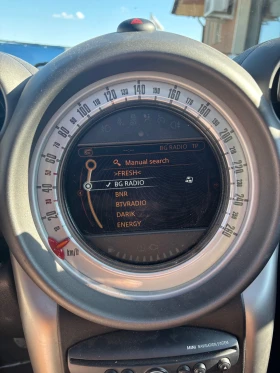 20
40
60
80
100
120
140
160
180
200
220
240
250
BG RADIO
Manual search
>FRESH<
✓ BG RADIO
BNR
BTVRADIO
DARIK
ENERGY
km/h